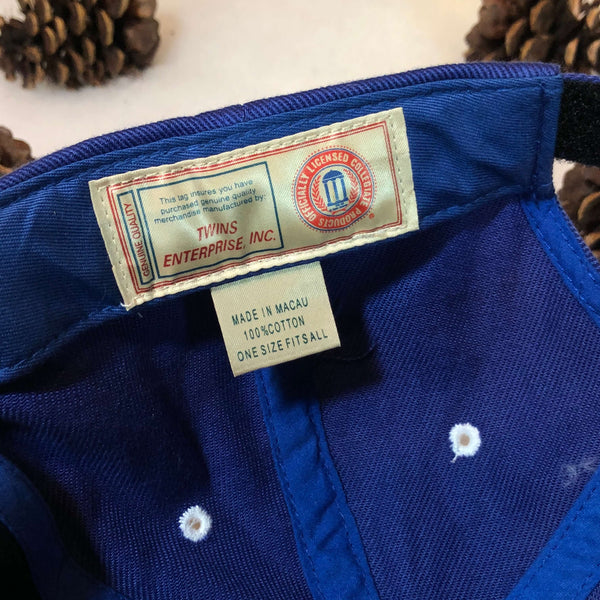 GENUINE QUALITY
This tag insures you have
purchased genuine quality
merchandise manufactured by:
TWINS
ENTERPRISE, INC.
OFFICIALLY LICENSED COLLEGIATE PRODUCTS
®
MADE IN MACAU
100%COTTON
ONE SIZE FITS ALL